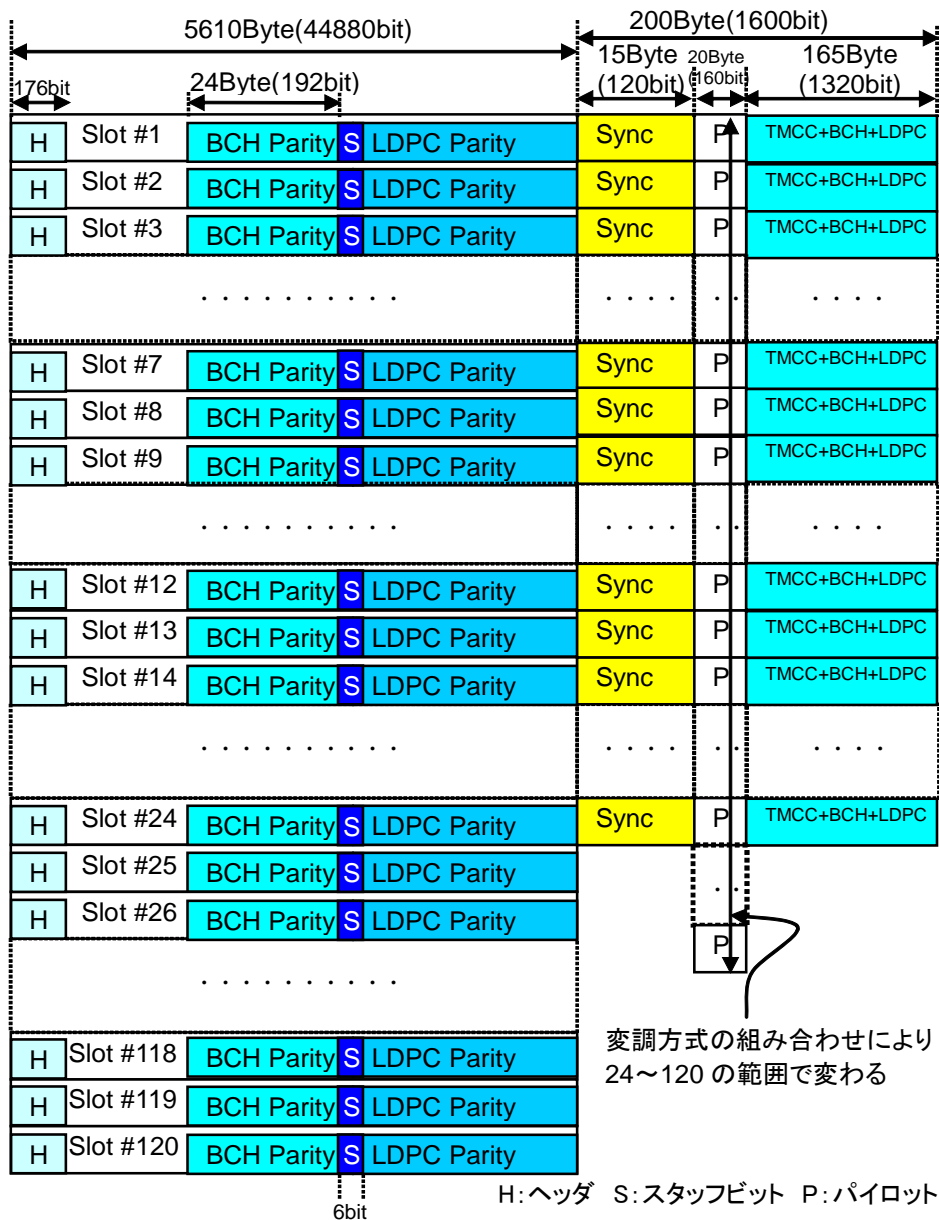 5610Byte(44880bit)
200Byte(1600bit)
176bit
24Byte(192bit)
15Byte
(120bit)
20Byte
(160bit)
165Byte
(1320bit)
H Slot #1 BCH Parity S LDPC Parity Sync P TMCC+BCH+LDPC
H Slot #2 BCH Parity S LDPC Parity Sync P TMCC+BCH+LDPC
H Slot #3 BCH Parity S LDPC Parity Sync P TMCC+BCH+LDPC
・・・・・・・・・・ ・・・・ ・・ ・・・・
H Slot #7 BCH Parity S LDPC Parity Sync P TMCC+BCH+LDPC
H Slot #8 BCH Parity S LDPC Parity Sync P TMCC+BCH+LDPC
H Slot #9 BCH Parity S LDPC Parity Sync P TMCC+BCH+LDPC
・・・・・・・・・・ ・・・・ ・・ ・・・・
H Slot #12 BCH Parity S LDPC Parity Sync P TMCC+BCH+LDPC
H Slot #13 BCH Parity S LDPC Parity Sync P TMCC+BCH+LDPC
H Slot #14 BCH Parity S LDPC Parity Sync P TMCC+BCH+LDPC
・・・・・・・・・・ ・・・・ ・・ ・・・・
H Slot #24 BCH Parity S LDPC Parity Sync P TMCC+BCH+LDPC
H Slot #25 BCH Parity S LDPC Parity ・・
H Slot #26 BCH Parity S LDPC Parity
P
・・・・・・・・・・
変調方式の組み合わせにより
24～120 の範囲で変わる
H Slot #118 BCH Parity S LDPC Parity
H Slot #119 BCH Parity S LDPC Parity
H Slot #120 BCH Parity S LDPC Parity
6bit
H:ヘッダ S:スタッフビット P:パイロット